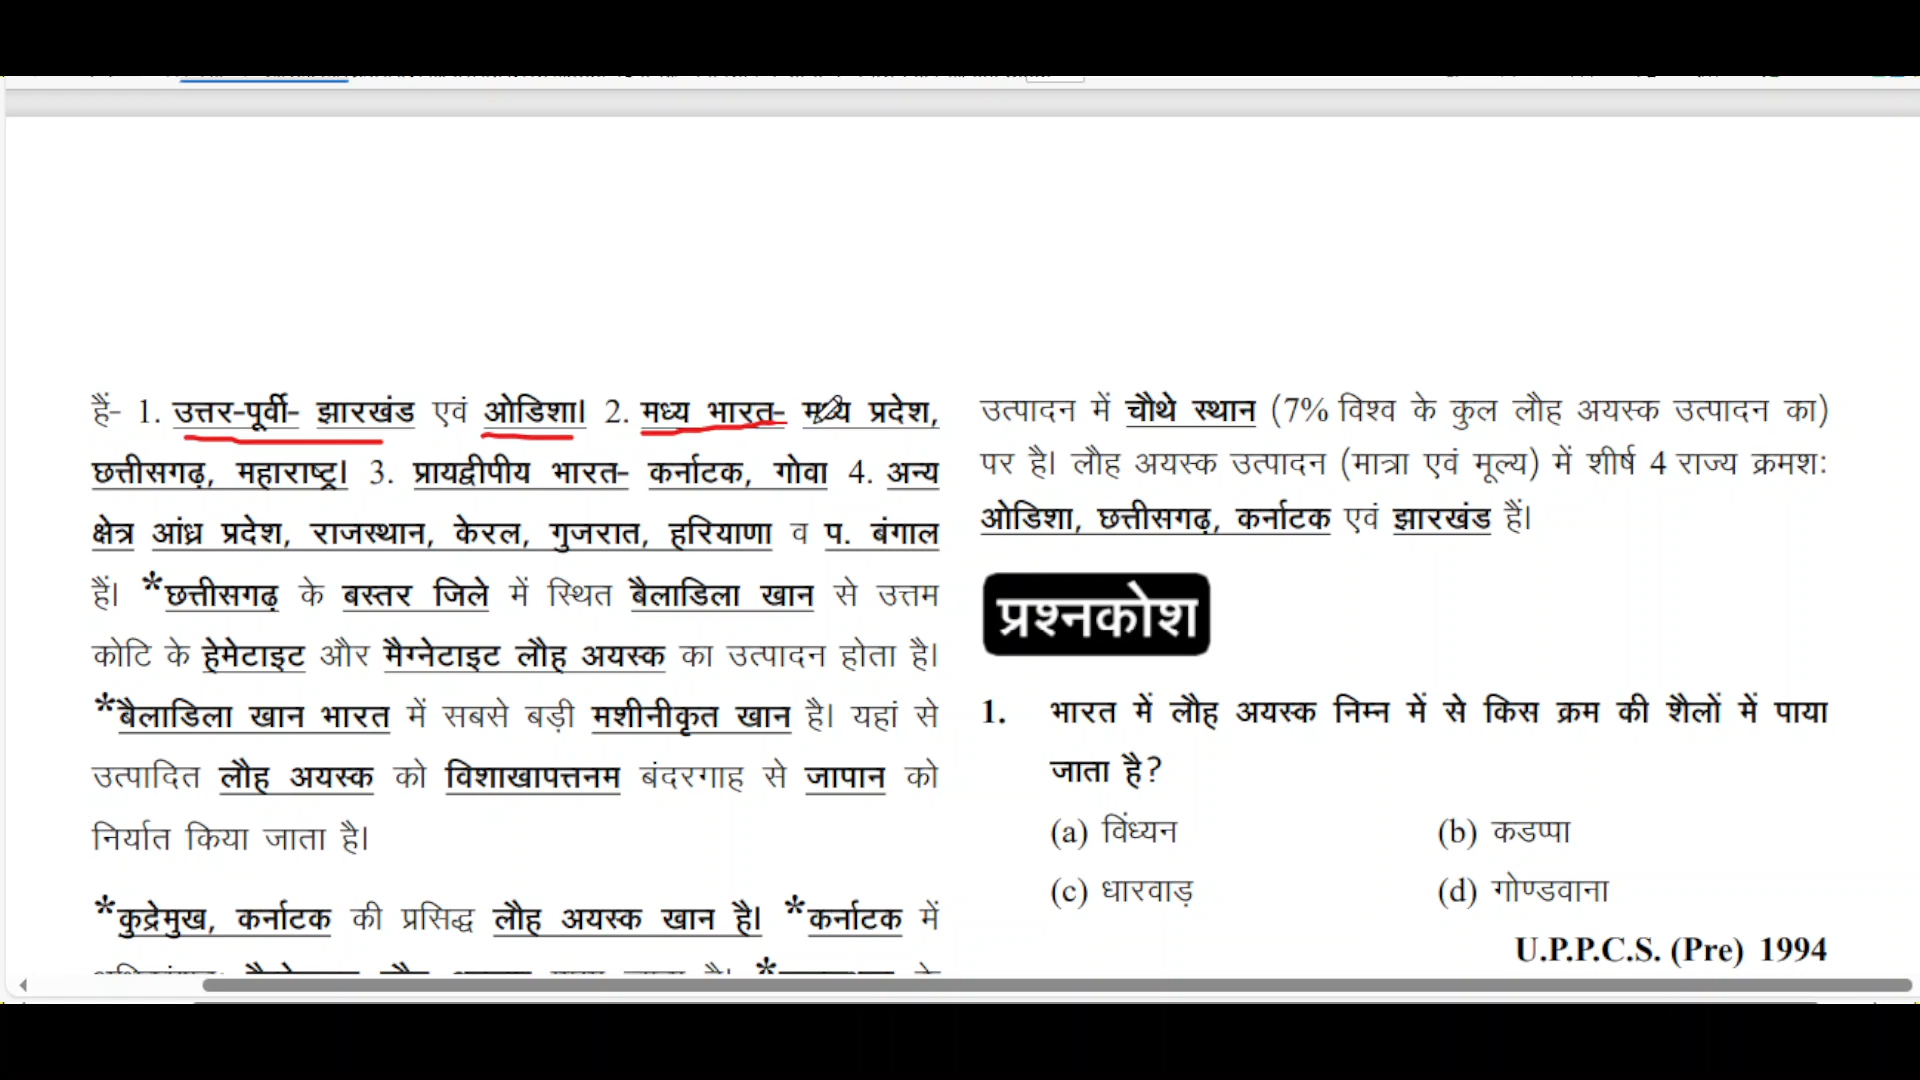 हैं- 1. उत्तर-पूर्वी- झारखंड एवं ओडिशा। 2. मध्य भारत- मध्य प्रदेश,
छत्तीसगढ़, महाराष्ट्र। 3. प्रायद्वीपीय भारत- कर्नाटक, गोवा 4. अन्य
क्षेत्र आंध्र प्रदेश, राजस्थान, केरल, गुजरात, हरियाणा व प. बंगाल
हैं। *छत्तीसगढ़ के बस्तर जिले में स्थित बैलाडिला खान से उत्तम
कोटि के हेमेटाइट और मैग्नेटाइट लौह अयस्क का उत्पादन होता है।
*बैलाडिला खान भारत में सबसे बड़ी मशीनीकृत खान है। यहां से
उत्पादित लौह अयस्क को विशाखापत्तनम बंदरगाह से जापान को
निर्यात किया जाता है।
*कुद्रेमुख, कर्नाटक की प्रसिद्ध लौह अयस्क खान है। *कर्नाटक में
उत्पादन में चौथे स्थान (7% विश्व के कुल लौह अयस्क उत्पादन का)
पर है। लौह अयस्क उत्पादन (मात्रा एवं मूल्य) में शीर्ष 4 राज्य क्रमश:
ओडिशा, छत्तीसगढ़, कर्नाटक एवं झारखंड हैं।
प्रश्नकोश
1. भारत में लौह अयस्क निम्न में से किस क्रम की शैलों में पाया
जाता है?
(a) विंध्यन (b) कडप्पा
(c) धारवाड़ (d) गोण्डवाना
U.P.P.C.S. (Pre) 1994